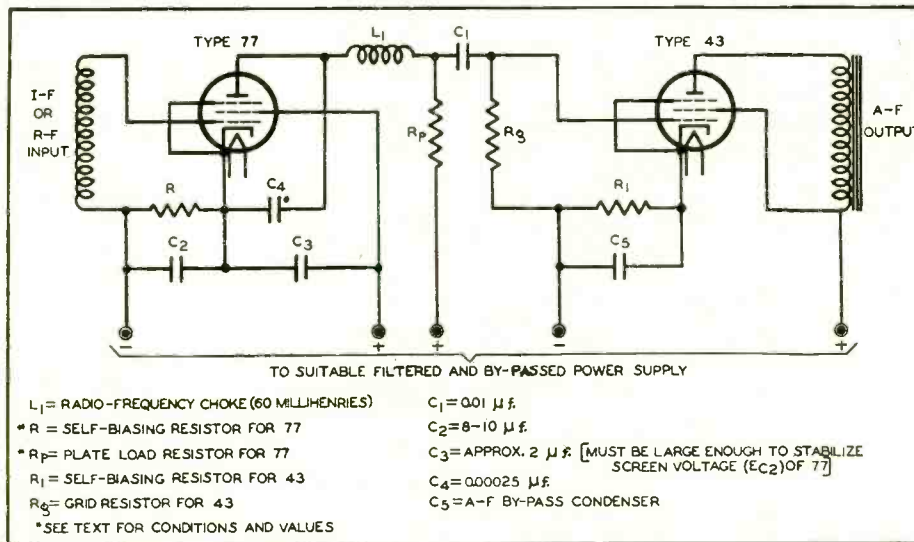 TYPE 77
L1
C1
TYPE 43
I-F
OR
R-F
INPUT
RP
Rg
A-F
OUTPUT
R
C4*
R1
C2
C3
C5
- + + - +
TO SUITABLE FILTERED AND BY-PASSED POWER SUPPLY
L1= RADIO-FREQUENCY CHOKE (60 MILLIHENRIES)
*R = SELF-BIASING RESISTOR FOR 77
*RP= PLATE LOAD RESISTOR FOR 77
R1 = SELF-BIASING RESISTOR FOR 43
Rg= GRID RESISTOR FOR 43
*SEE TEXT FOR CONDITIONS AND VALUES
C1= 0.01 µf.
C2= 8-10 µf.
C3= APPROX. 2 µf. [MUST BE LARGE ENOUGH TO STABILIZE
SCREEN VOLTAGE (EC2) OF 77]
C4= 0.00025 µf.
C5= A-F BY-PASS CONDENSER